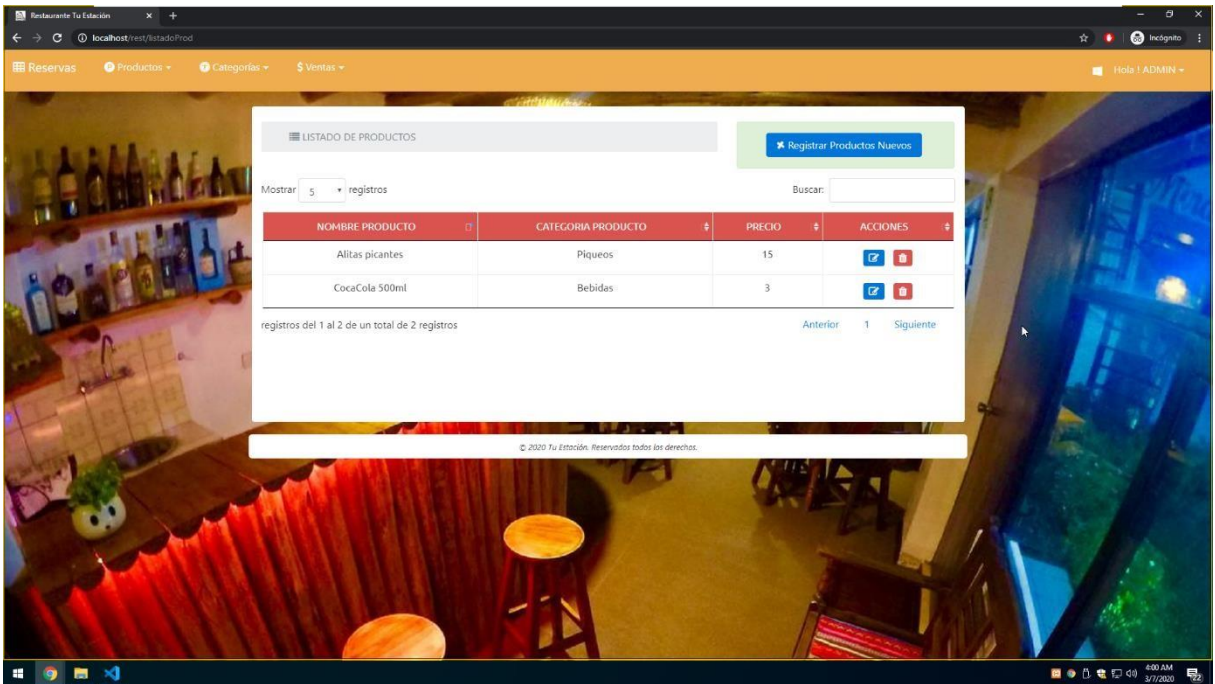 Restaurante Tu Estación
localhost/rest/listadoProd
Incógnito
Reservas Productos Categorías $ Ventas Hola ! ADMIN
LISTADO DE PRODUCTOS
Registrar Productos Nuevos
Mostrar 5 registros Buscar:
NOMBRE PRODUCTO CATEGORIA PRODUCTO PRECIO ACCIONES
Alitas picantes Piqueos 15
CocaCola 500ml Bebidas 3
registros del 1 al 2 de un total de 2 registros Anterior 1 Siguiente
© 2020 Tu Estación. Reservados todos los derechos.
4:00 AM
3/7/2020
22